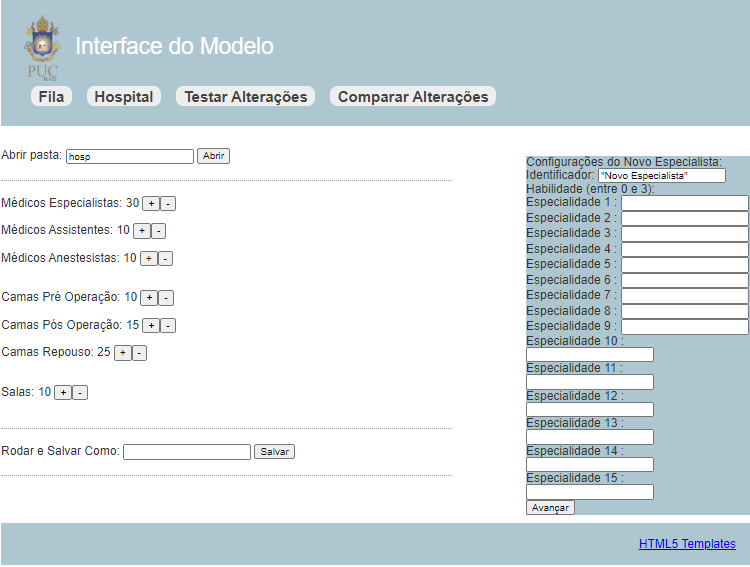 PUC
RIO
Interface do Modelo
Fila
Hospital
Testar Alterações
Comparar Alterações
Abrir pasta: hosp Abrir
Médicos Especialistas: 30 + -
Médicos Assistentes: 10 + -
Médicos Anestesistas: 10 + -
Camas Pré Operação: 10 + -
Camas Pós Operação: 15 + -
Camas Repouso: 25 + -
Salas: 10 + -
Rodar e Salvar Como: Salvar
Configurações do Novo Especialista:
Identificador: "Novo Especialista"
Habilidade (entre 0 e 3):
Especialidade 1 :
Especialidade 2 :
Especialidade 3 :
Especialidade 4 :
Especialidade 5 :
Especialidade 6 :
Especialidade 7 :
Especialidade 8 :
Especialidade 9 :
Especialidade 10 :
Especialidade 11 :
Especialidade 12 :
Especialidade 13 :
Especialidade 14 :
Especialidade 15 :
Avançar
HTML5 Templates